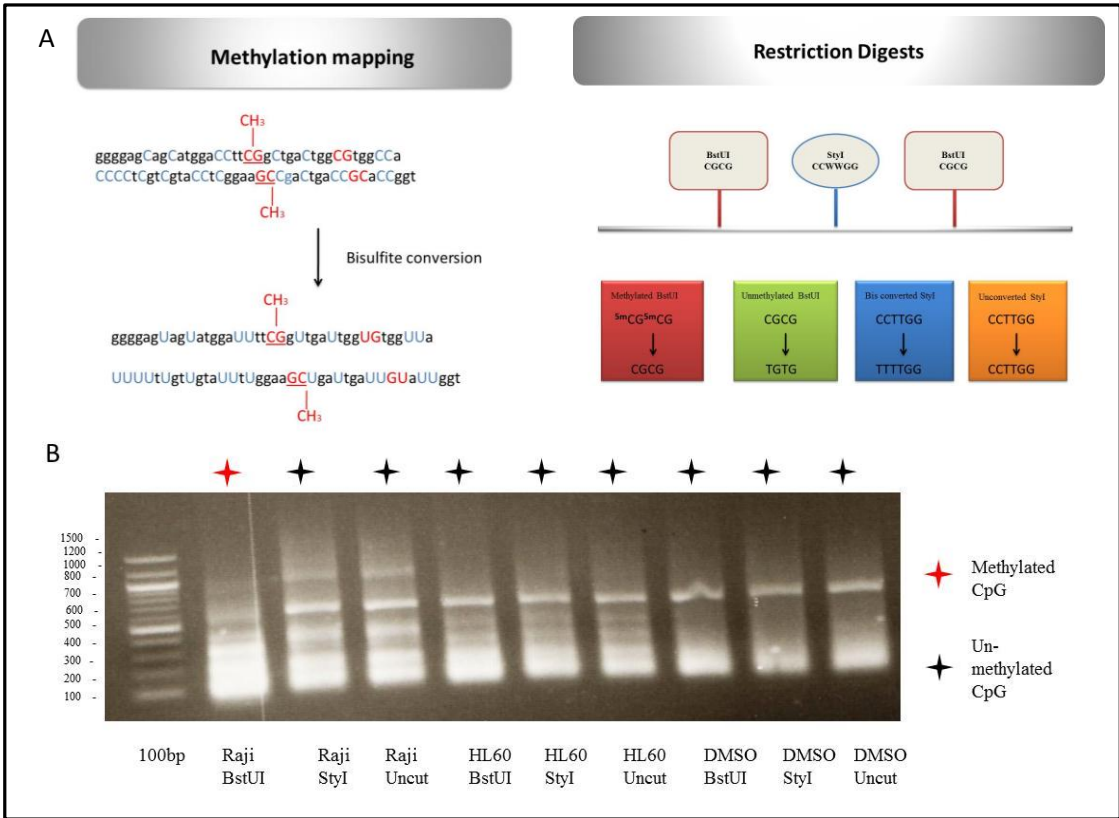 A
Methylation mapping
CH₃
ggggagCagCatggaCCttCGgCtgaCtggCGtggCCa
CCCCtCgtCgtaCCtCggaaGCCgaCtgaCCGCaCCggt
CH₃
Bisulfite conversion
CH₃
ggggagUagUatggaUUttCGgUtgaUtggUGtggUUa
UUUUtUgtUgtaUUtUggaaGCUgaUtgaUUGUaUUggt
CH₃
Restriction Digests
BstUI
CGCG
StyI
CCWWGG
BstUI
CGCG
Methylated BstUI
⁵ᵐCG⁵ᵐCG
CGCG
Unmethylated BstUI
CGCG
TGTG
Bis converted StyI
CCTTGG
TTTTGG
Unconverted StyI
CCTTGG
CCTTGG
B
1500 -
1200 -
1000 -
800 -
700 -
600 -
500 -
400 -
300 -
200 -
100 -
Methylated
CpG
Un-
methylated
CpG
100bp
Raji
BstUI
Raji
StyI
Raji
Uncut
HL60
BstUI
HL60
StyI
HL60
Uncut
DMSO
BstUI
DMSO
StyI
DMSO
Uncut